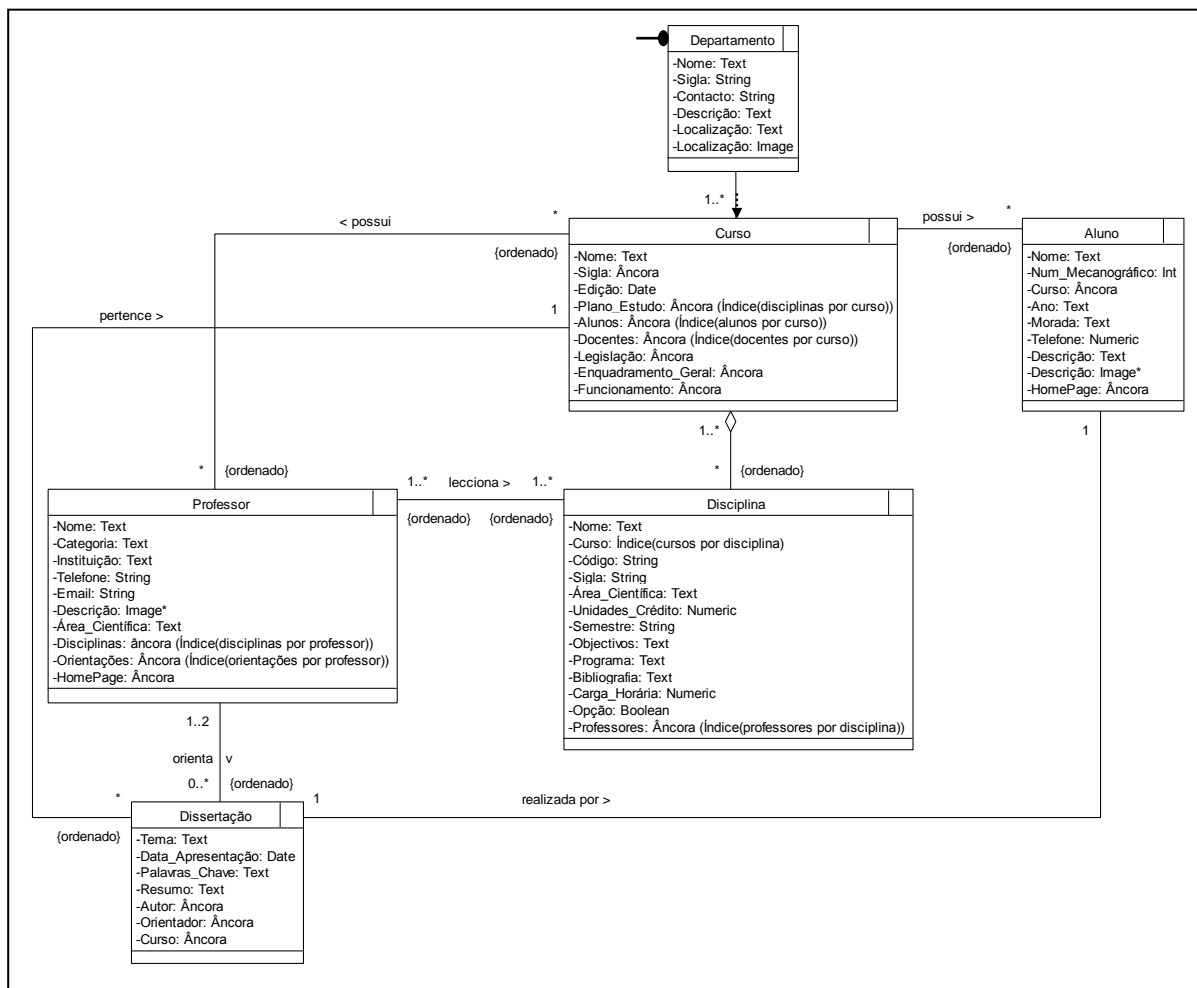 Departamento
-Nome: Text
-Sigla: String
-Contacto: String
-Descrição: Text
-Localização: Text
-Localização: Image
1..*
< possui
*
{ordenado}
possui >
*
{ordenado}
Curso
-Nome: Text
-Sigla: Âncora
-Edição: Date
-Plano_Estudo: Âncora (Índice(disciplinas por curso))
-Alunos: Âncora (Índice(alunos por curso))
-Docentes: Âncora (Índice(docentes por curso))
-Legislação: Âncora
-Enquadramento_Geral: Âncora
-Funcionamento: Âncora
Aluno
-Nome: Text
-Num_Mecanográfico: Int
-Curso: Âncora
-Ano: Text
-Morada: Text
-Telefone: Numeric
-Descrição: Text
-Descrição: Image*
-HomePage: Âncora
pertence >
1
1..*
1
* {ordenado}
* {ordenado}
1..* lecciona > 1..*
{ordenado} {ordenado}
Professor
-Nome: Text
-Categoria: Text
-Instituição: Text
-Telefone: String
-Email: String
-Descrição: Image*
-Área_Científica: Text
-Disciplinas: âncora (Índice(disciplinas por professor))
-Orientações: Âncora (Índice(orientações por professor))
-HomePage: Âncora
Disciplina
-Nome: Text
-Curso: Índice(cursos por disciplina)
-Código: String
-Sigla: String
-Área_Científica: Text
-Unidades_Crédito: Numeric
-Semestre: String
-Objectivos: Text
-Programa: Text
-Bibliografia: Text
-Carga_Horária: Numeric
-Opção: Boolean
-Professores: Âncora (Índice(professores por disciplina))
1..2
orienta v
0..* {ordenado}
*
{ordenado}
1
realizada por >
Dissertação
-Tema: Text
-Data_Apresentação: Date
-Palavras_Chave: Text
-Resumo: Text
-Autor: Âncora
-Orientador: Âncora
-Curso: Âncora